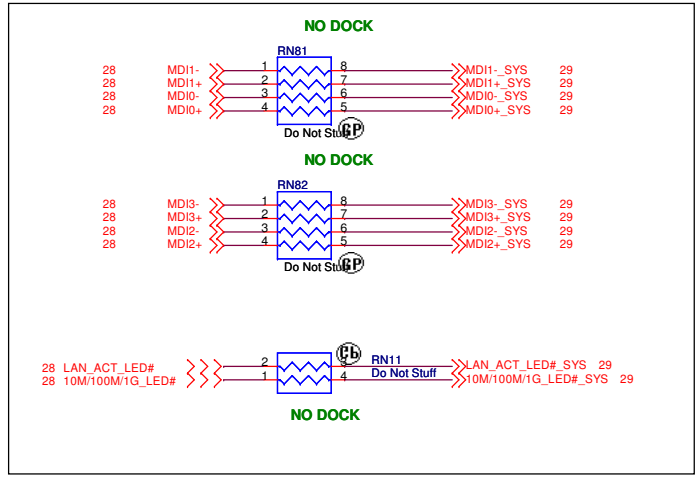 NO DOCK
RN81
28 MDI1- 1 8 MDI1-_SYS 29
28 MDI1+ 2 7 MDI1+_SYS 29
28 MDI0- 3 6 MDI0-_SYS 29
28 MDI0+ 4 5 MDI0+_SYS 29
Do Not Stuff GP
NO DOCK
RN82
28 MDI3- 1 8 MDI3-_SYS 29
28 MDI3+ 2 7 MDI3+_SYS 29
28 MDI2- 3 6 MDI2-_SYS 29
28 MDI2+ 4 5 MDI2+_SYS 29
Do Not Stuff GP
RN11
28 LAN_ACT_LED# 2 3 LAN_ACT_LED#_SYS 29
Do Not Stuff
28 10M/100M/1G_LED# 1 4 10M/100M/1G_LED#_SYS 29
NO DOCK